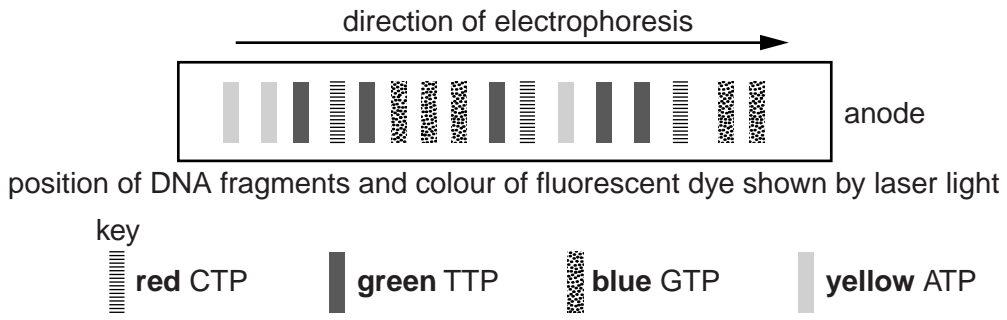 direction of electrophoresis
anode
position of DNA fragments and colour of fluorescent dye shown by laser light
key
red CTP
green TTP
blue GTP
yellow ATP